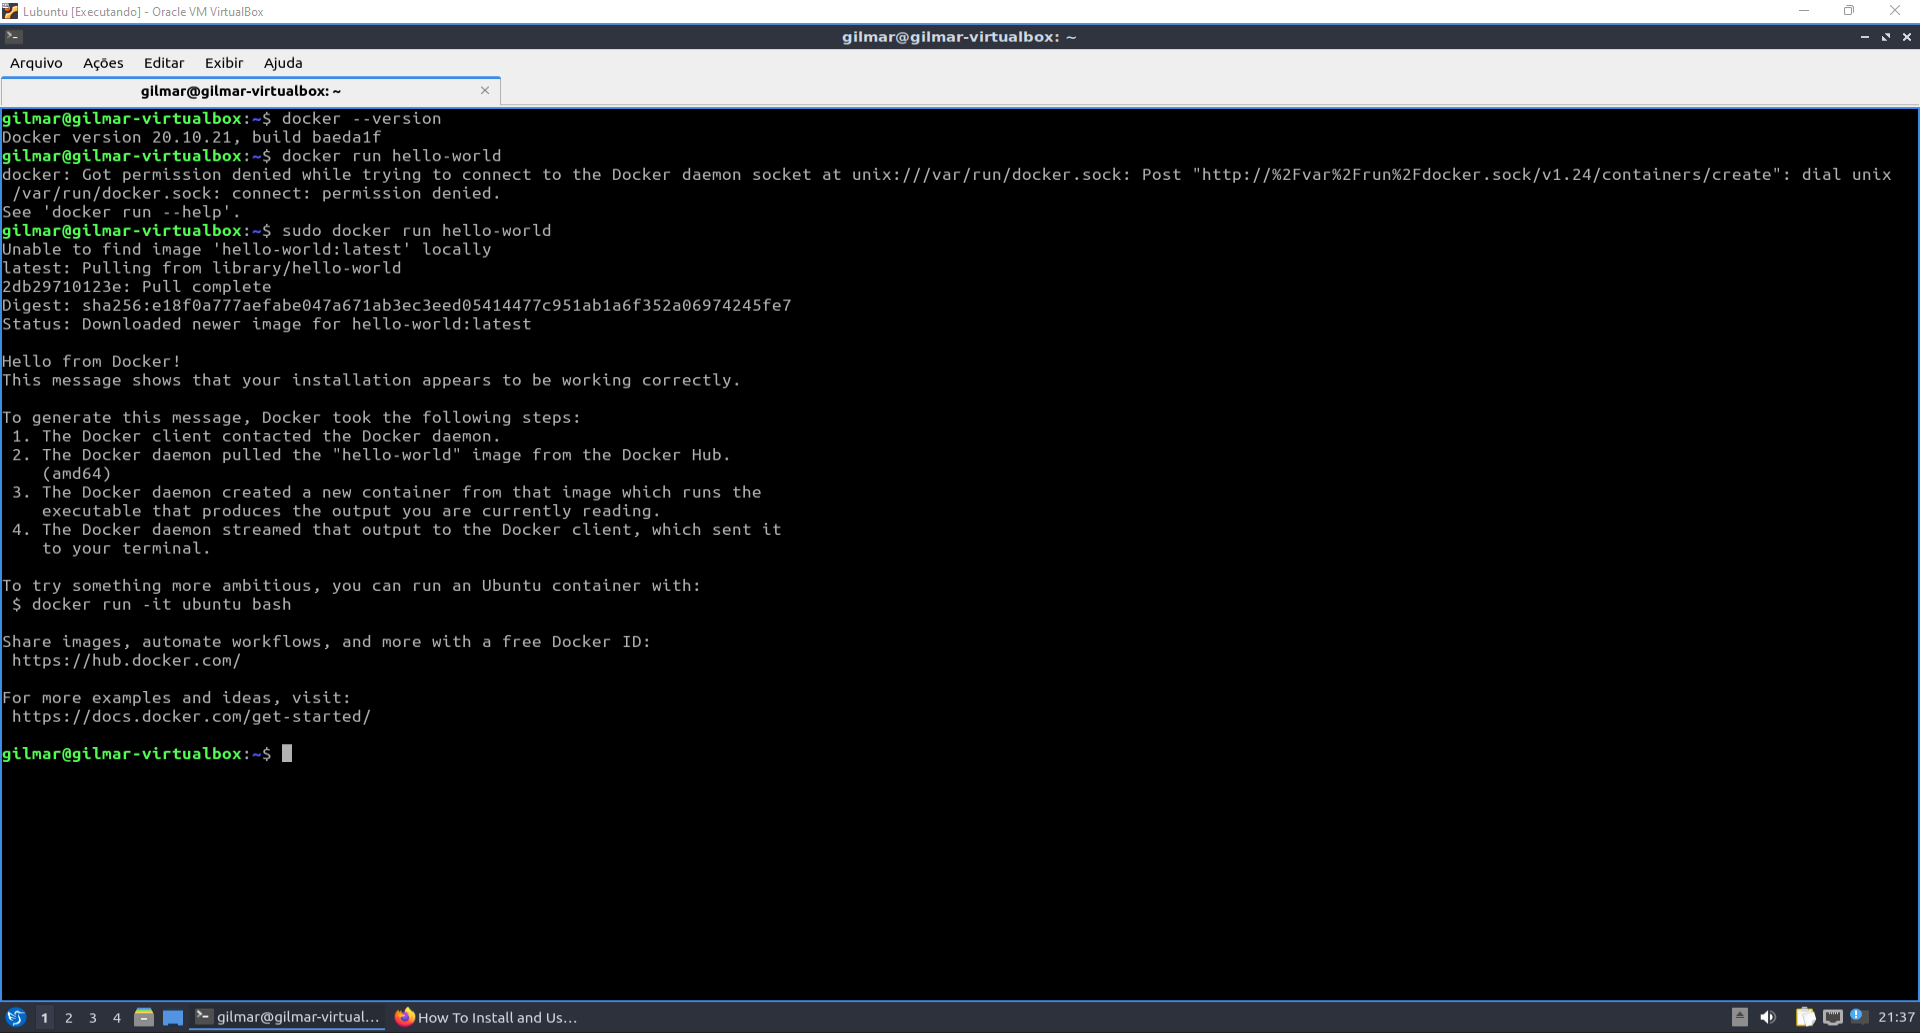 Lubuntu [Executando] - Oracle VM VirtualBox
gilmar@gilmar-virtualbox: ~
Arquivo Ações Editar Exibir Ajuda
gilmar@gilmar-virtualbox: ~
gilmar@gilmar-virtualbox:~$ docker --version
Docker version 20.10.21, build baeda1f
gilmar@gilmar-virtualbox:~$ docker run hello-world
docker: Got permission denied while trying to connect to the Docker daemon socket at unix:///var/run/docker.sock: Post "http://%2Fvar%2Frun%2Fdocker.sock/v1.24/containers/create": dial unix
/var/run/docker.sock: connect: permission denied.
See 'docker run --help'.
gilmar@gilmar-virtualbox:~$ sudo docker run hello-world
Unable to find image 'hello-world:latest' locally
latest: Pulling from library/hello-world
2db29710123e: Pull complete
Digest: sha256:e18f0a777aefabe047a671ab3ec3eed05414477c951ab1a6f352a06974245fe7
Status: Downloaded newer image for hello-world:latest
Hello from Docker!
This message shows that your installation appears to be working correctly.
To generate this message, Docker took the following steps:
1. The Docker client contacted the Docker daemon.
2. The Docker daemon pulled the "hello-world" image from the Docker Hub.
(amd64)
3. The Docker daemon created a new container from that image which runs the
executable that produces the output you are currently reading.
4. The Docker daemon streamed that output to the Docker client, which sent it
to your terminal.
To try something more ambitious, you can run an Ubuntu container with:
$ docker run -it ubuntu bash
Share images, automate workflows, and more with a free Docker ID:
https://hub.docker.com/
For more examples and ideas, visit:
https://docs.docker.com/get-started/
gilmar@gilmar-virtualbox:~$
1 2 3 4 gilmar@gilmar-virtual... How To Install and Us... 21:37